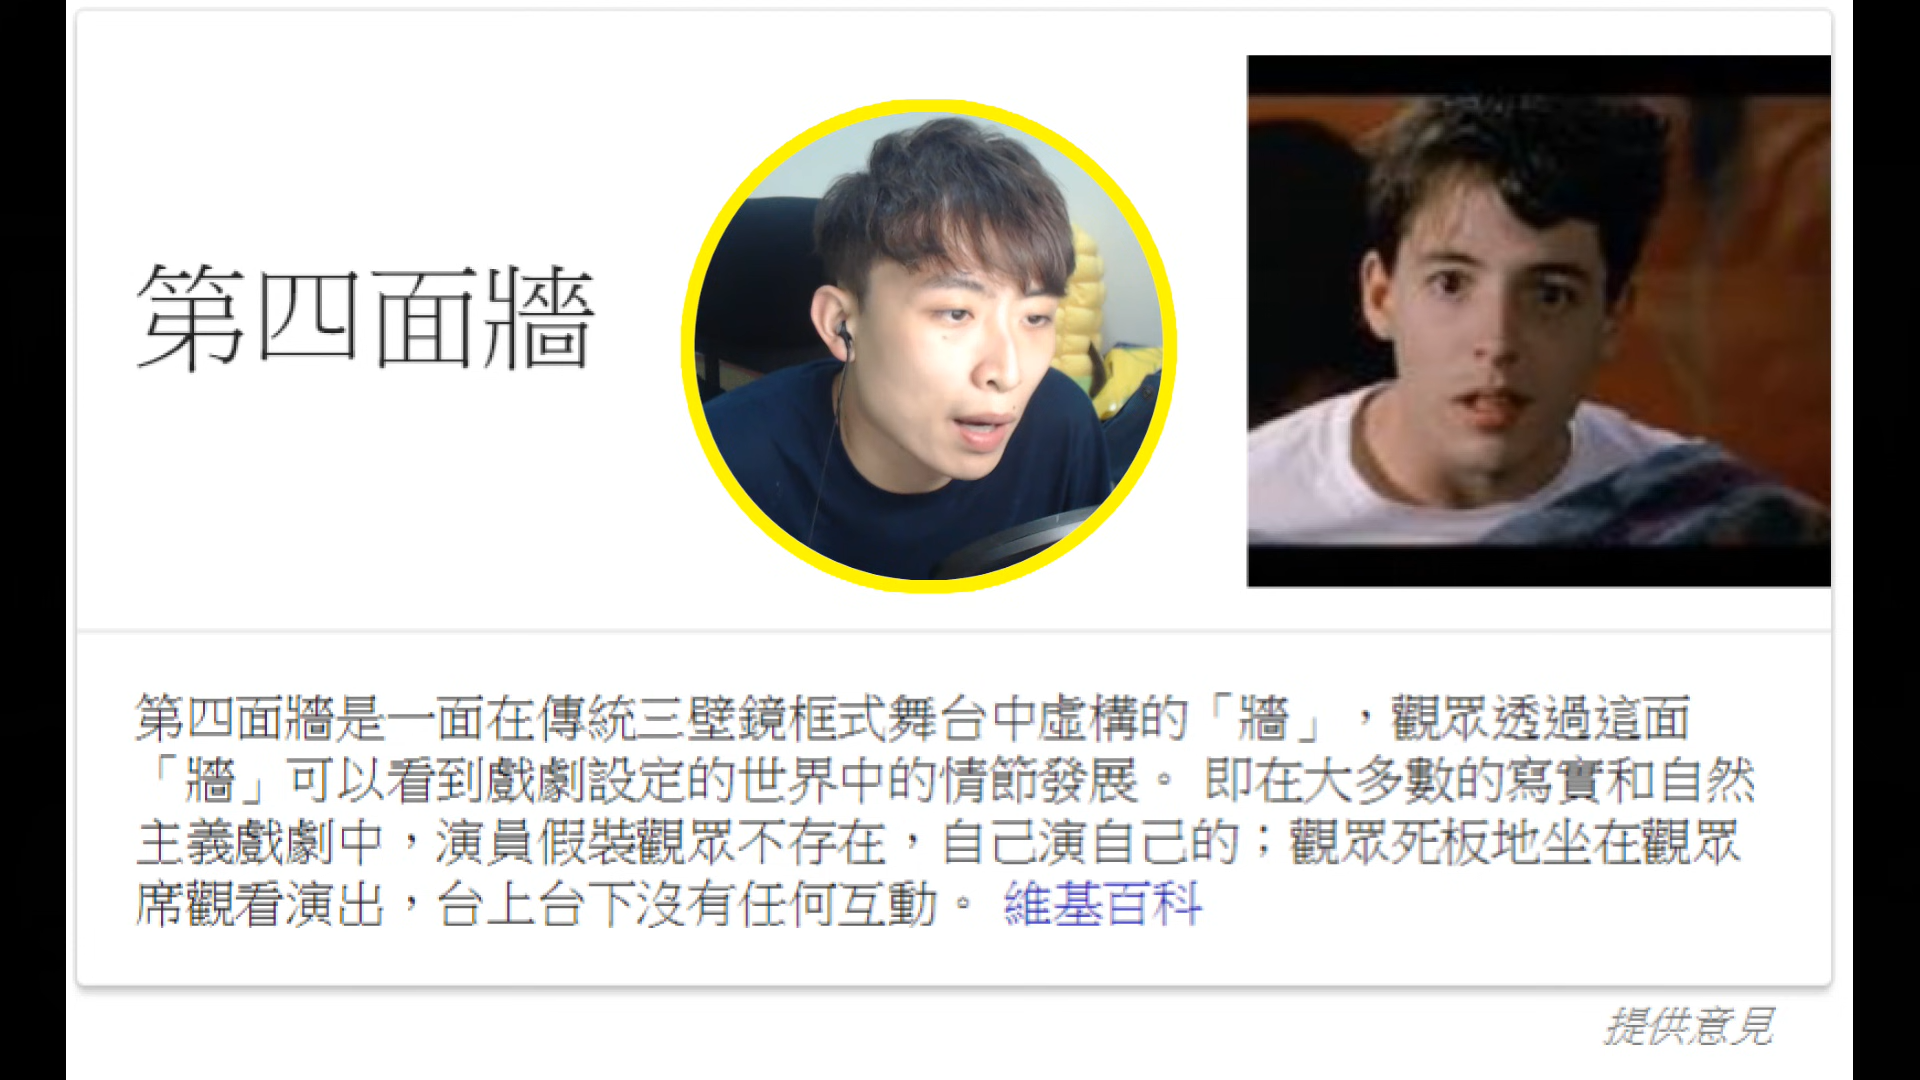 第四面牆
第四面牆是一面在傳統三壁鏡框式舞台中虛構的「牆」，觀眾透過這面
「牆」可以看到戲劇設定的世界中的情節發展。 即在大多數的寫實和自然
主義戲劇中，演員假裝觀眾不存在，自己演自己的；觀眾死板地坐在觀眾
席觀看演出，台上台下沒有任何互動。 維基百科
提供意見